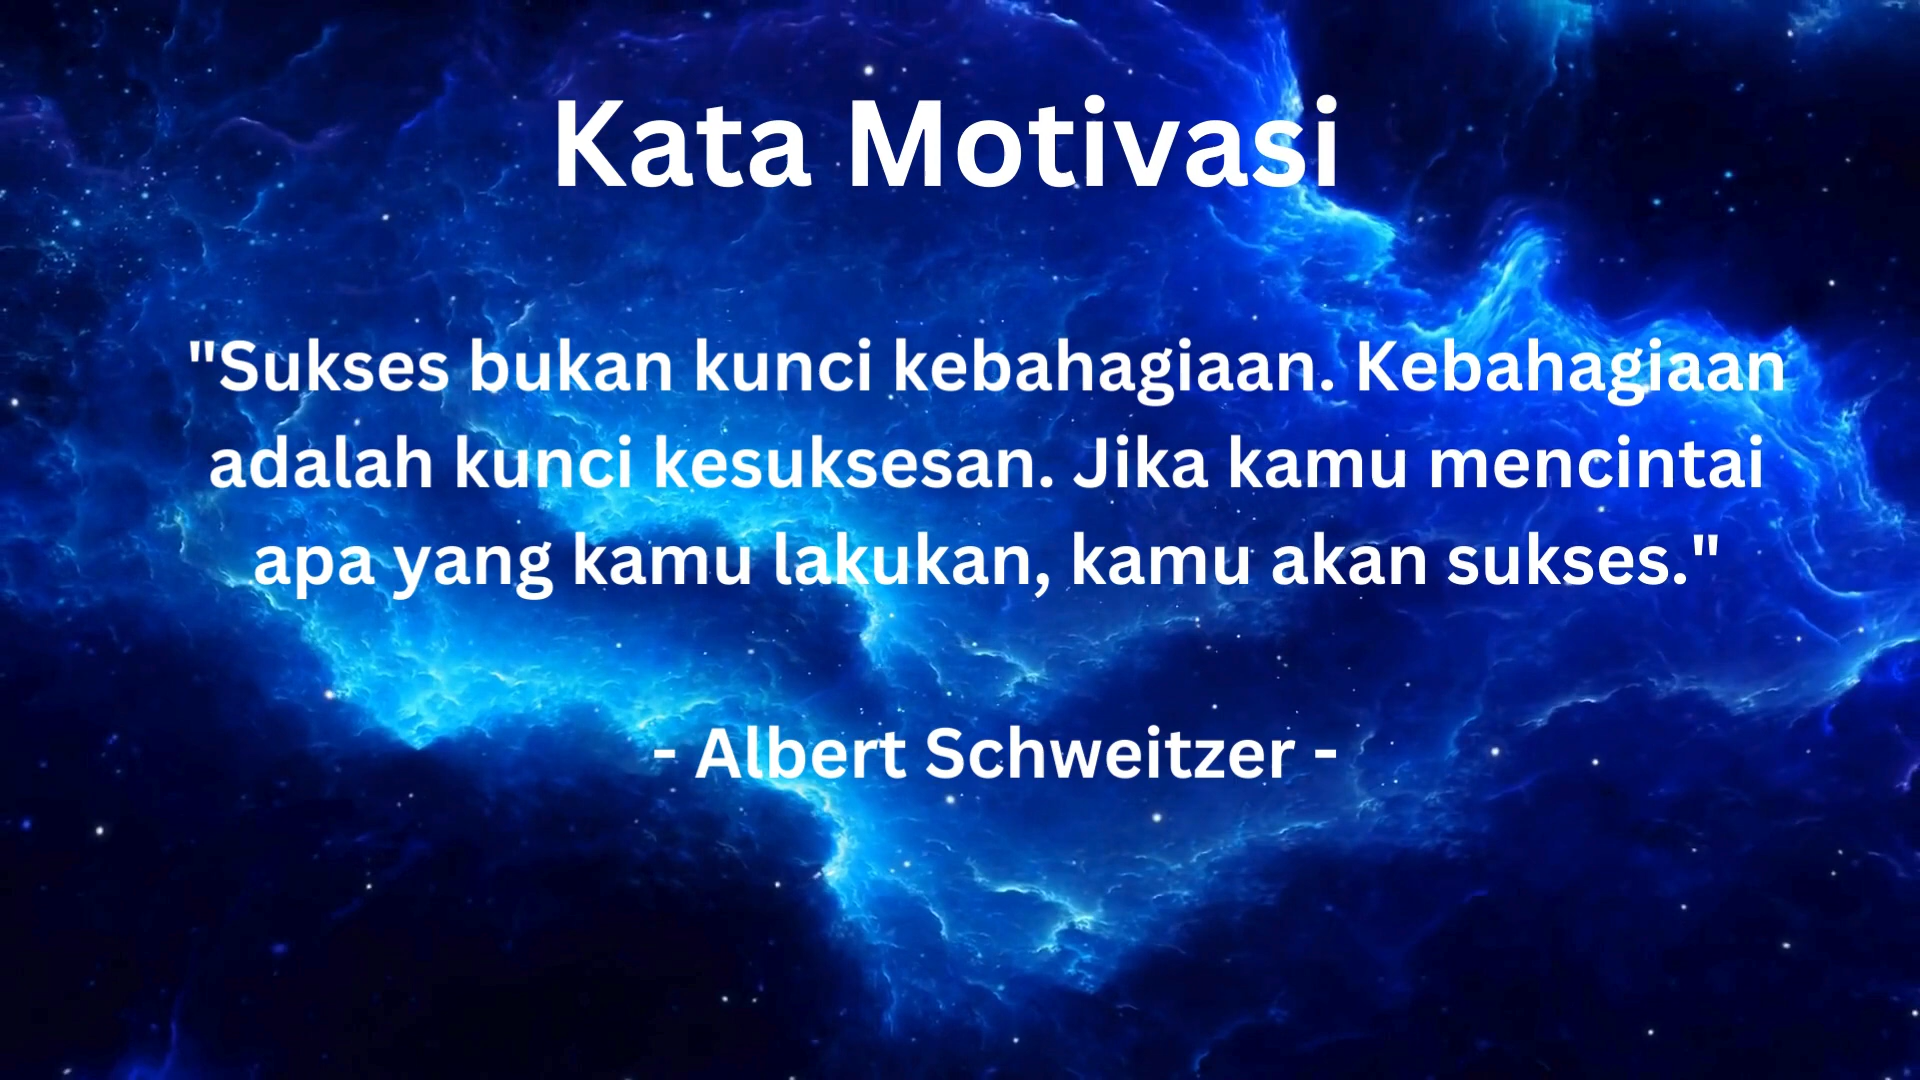 Kata Motivasi
"Sukses bukan kunci kebahagiaan. Kebahagiaan
adalah kunci kesuksesan. Jika kamu mencintai
apa yang kamu lakukan, kamu akan sukses."
- Albert Schweitzer -